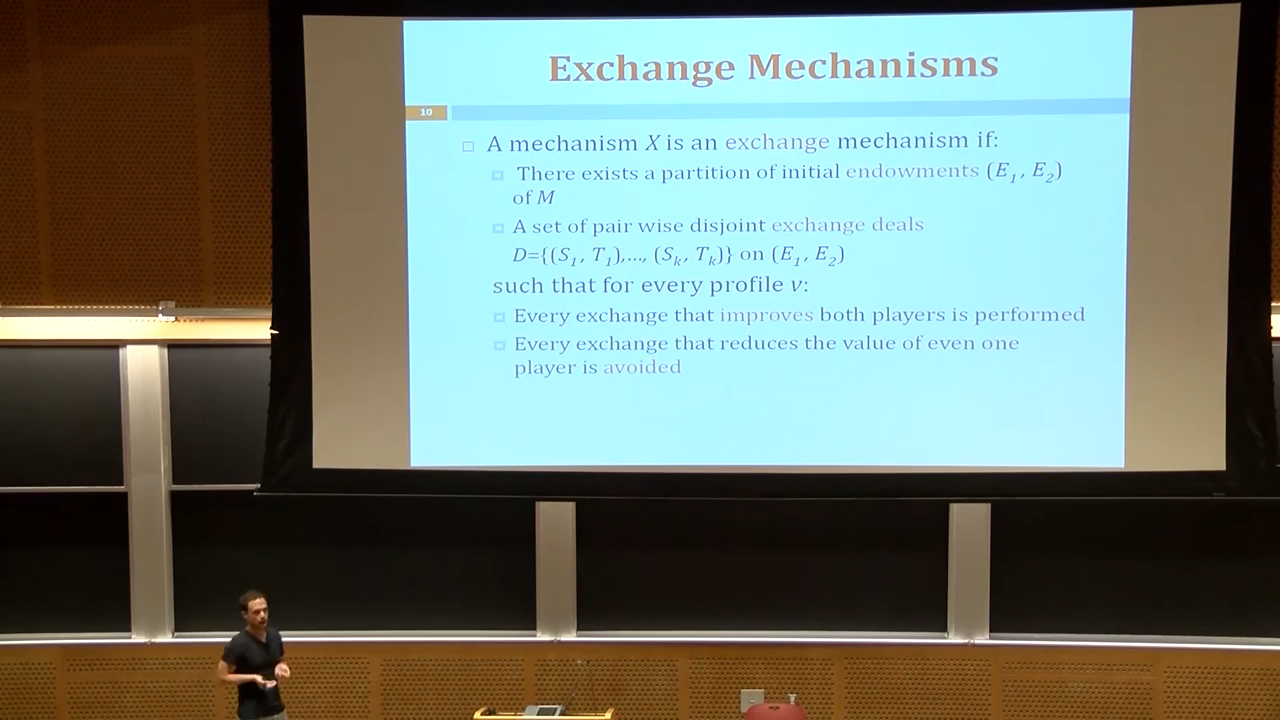 Exchange Mechanisms
10
A mechanism X is an exchange mechanism if:
There exists a partition of initial endowments (E₁, E₂)
of M
A set of pair wise disjoint exchange deals
D={(S₁, T₁),..., (Sₖ, Tₖ)} on (E₁, E₂)
such that for every profile v:
Every exchange that improves both players is performed
Every exchange that reduces the value of even one
player is avoided